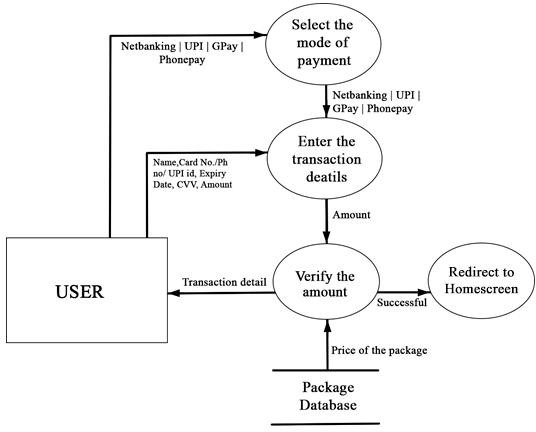 Select the
mode of
payment
Netbanking | UPI | GPay |
Phonepay
Netbanking | UPI |
GPay | Phonepay
Enter the
transaction
deatils
Name,Card No./Ph
no/ UPI id, Expiry
Date, CVV, Amount
Amount
USER
Transaction detail
Verify the
amount
Successful
Redirect to
Homescreen
Price of the package
Package
Database